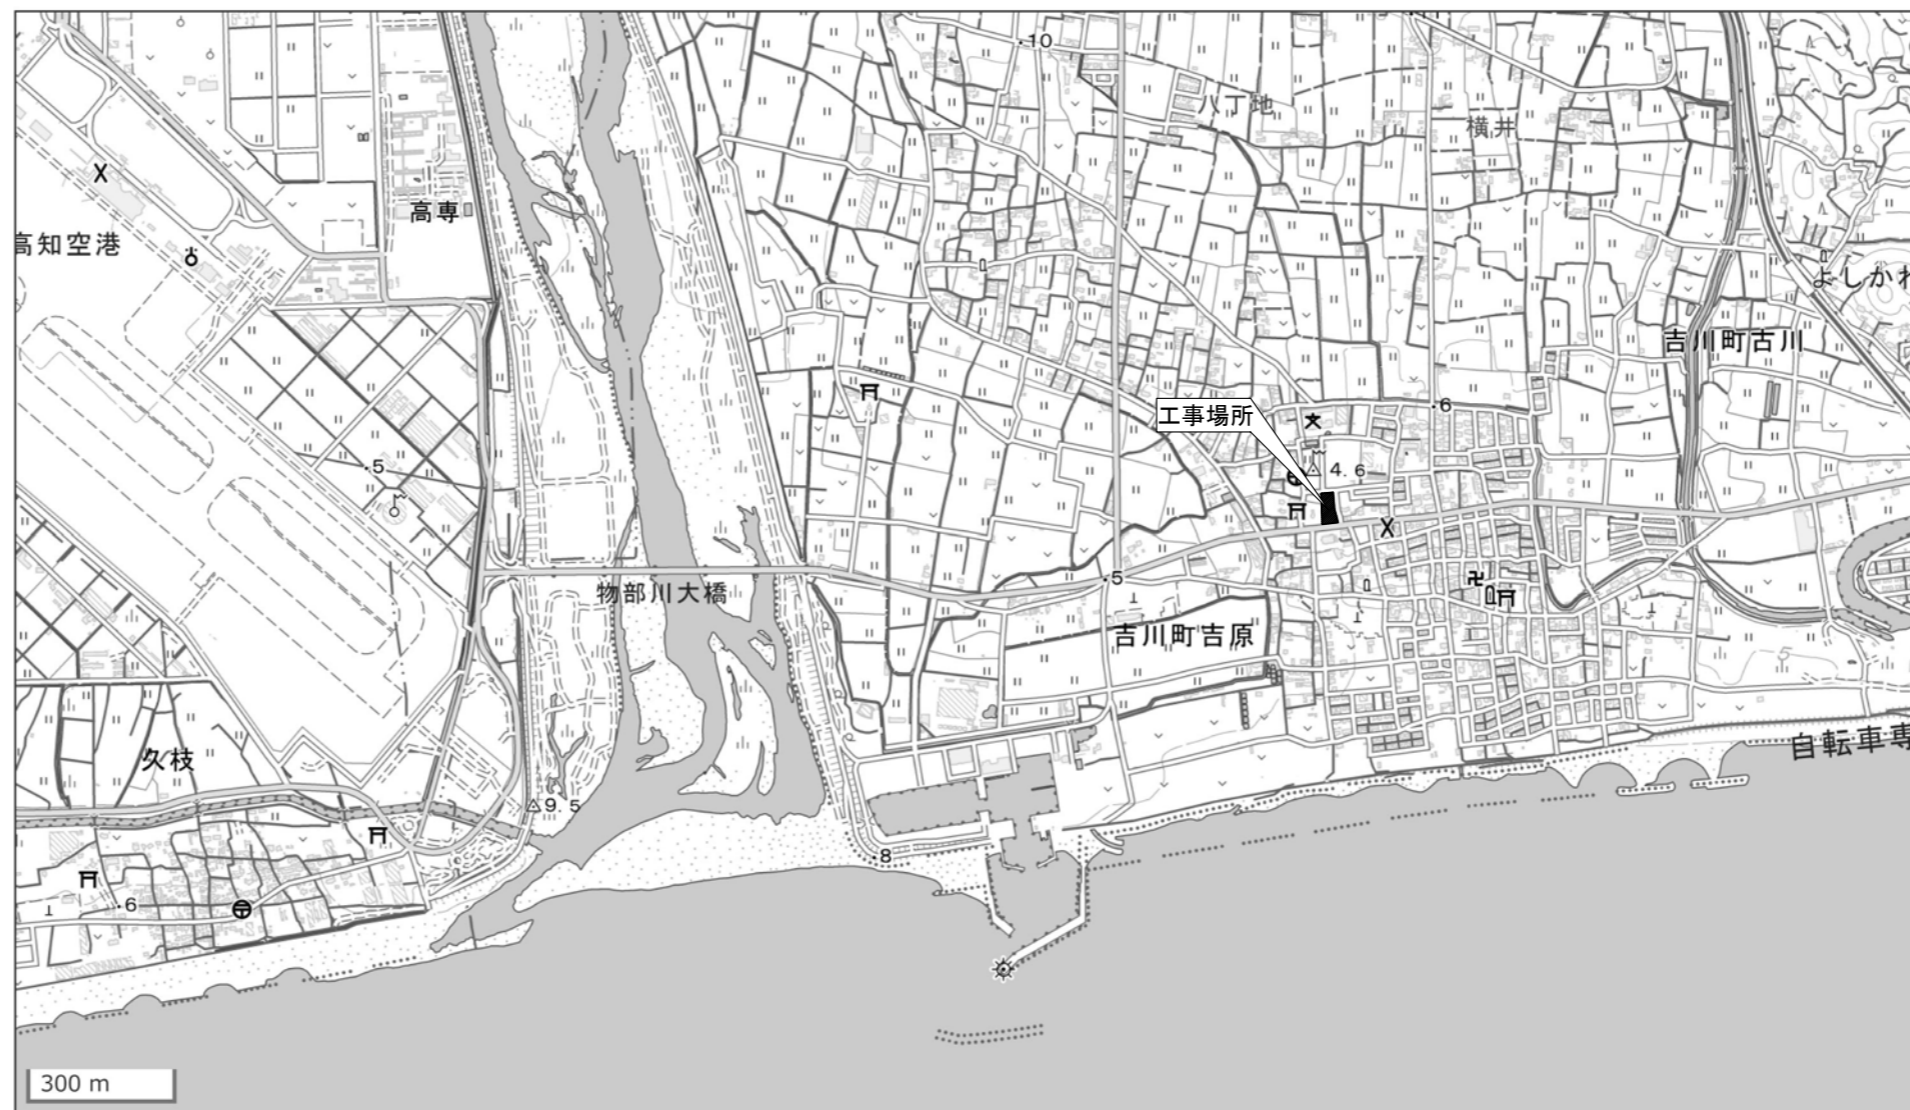 .10
八丁地
横井
X
高専
高知空港
よしかわ
吉川町古川
.6
工事場所
.5
4.6
X
.5
物部川大橋
吉川町吉原
5
自転車専
久枝
9.5
.8
.6
300 m